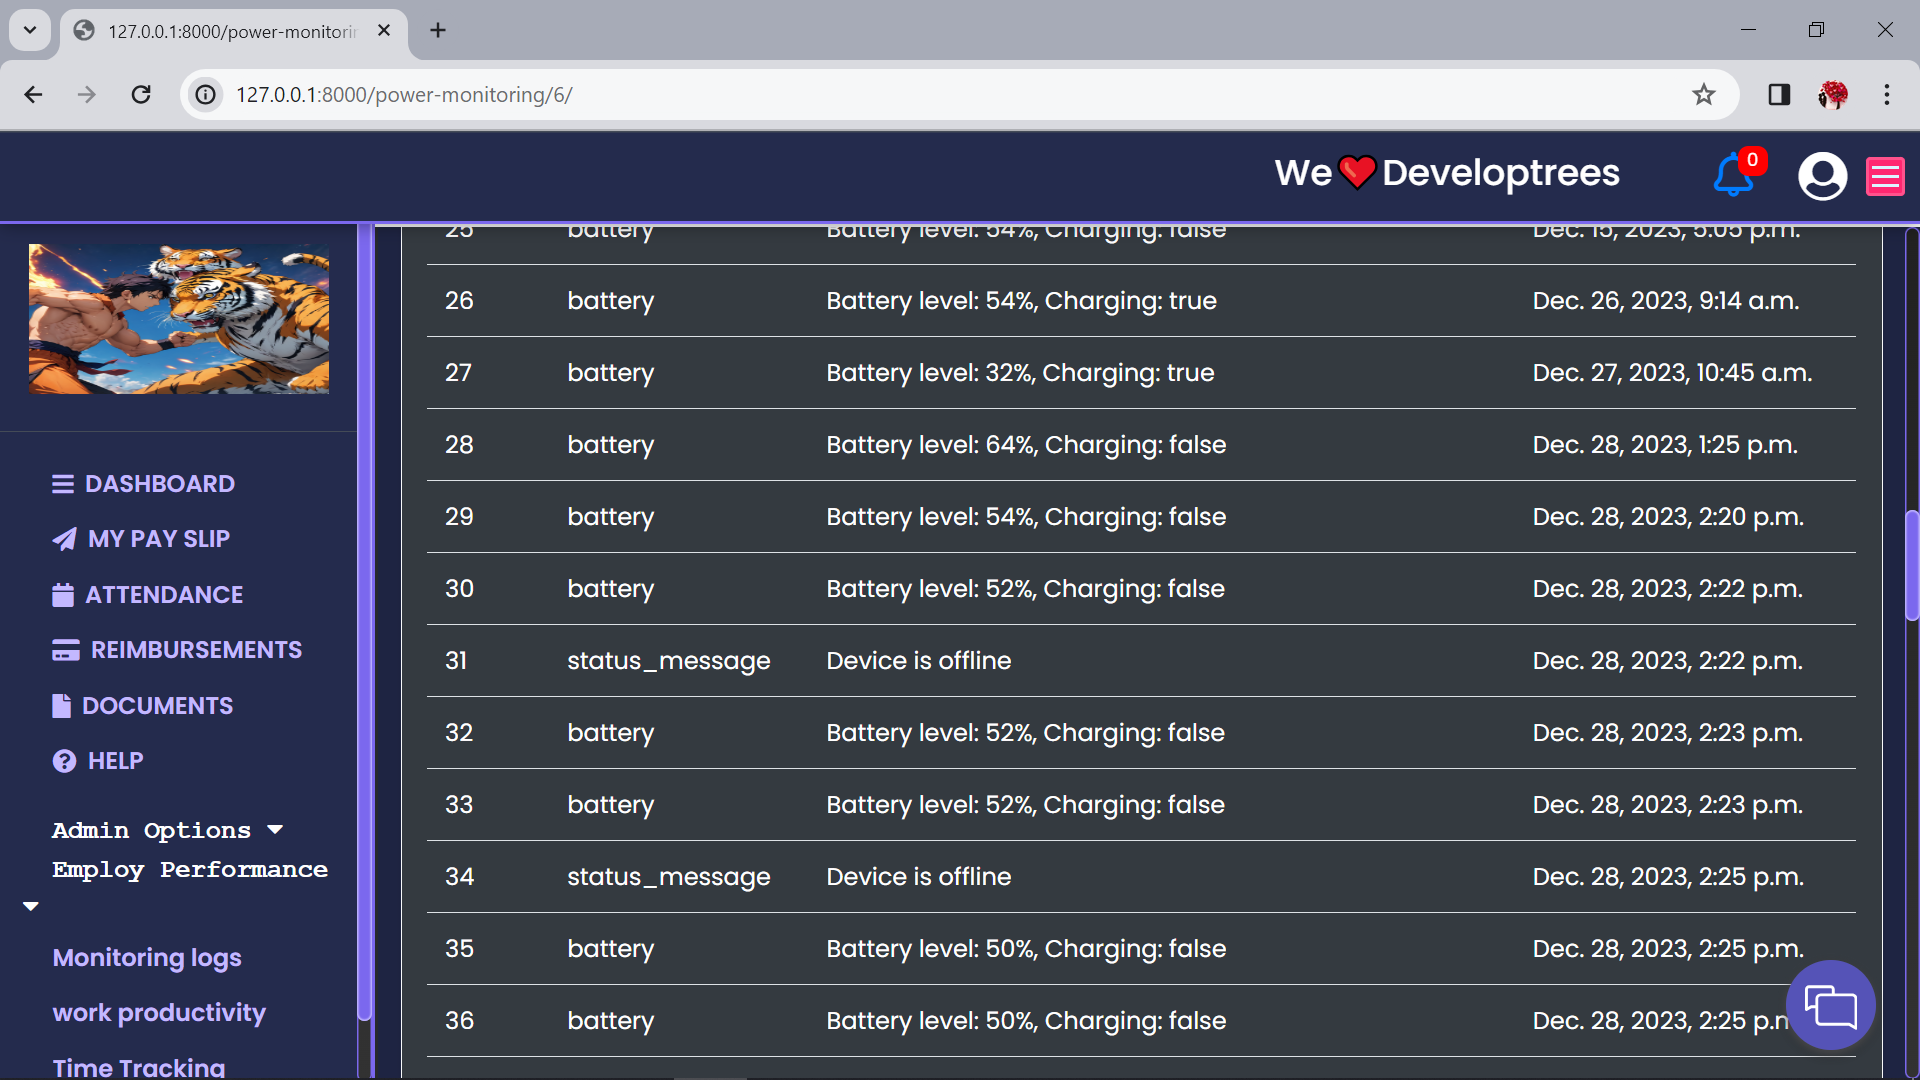 127.0.0.1:8000/power-monitorin
127.0.0.1:8000/power-monitoring/6/
We Developtrees
0
25 battery Battery level: 54%, Charging: false Dec. 15, 2023, 5:05 p.m.
26 battery Battery level: 54%, Charging: true Dec. 26, 2023, 9:14 a.m.
27 battery Battery level: 32%, Charging: true Dec. 27, 2023, 10:45 a.m.
28 battery Battery level: 64%, Charging: false Dec. 28, 2023, 1:25 p.m.
29 battery Battery level: 54%, Charging: false Dec. 28, 2023, 2:20 p.m.
30 battery Battery level: 52%, Charging: false Dec. 28, 2023, 2:22 p.m.
31 status_message Device is offline Dec. 28, 2023, 2:22 p.m.
32 battery Battery level: 52%, Charging: false Dec. 28, 2023, 2:23 p.m.
33 battery Battery level: 52%, Charging: false Dec. 28, 2023, 2:23 p.m.
34 status_message Device is offline Dec. 28, 2023, 2:25 p.m.
35 battery Battery level: 50%, Charging: false Dec. 28, 2023, 2:25 p.m.
36 battery Battery level: 50%, Charging: false Dec. 28, 2023, 2:25 p.m
DASHBOARD
MY PAY SLIP
ATTENDANCE
REIMBURSEMENTS
DOCUMENTS
HELP
Admin Options
Employ Performance
Monitoring logs
work productivity
Time Tracking